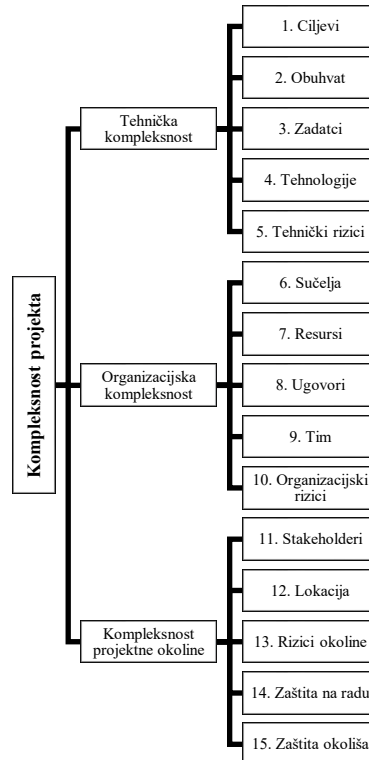 Kompleksnost projekta
Tehnička
kompleksnost
1. Ciljevi
2. Obuhvat
3. Zadatci
4. Tehnologije
5. Tehnički rizici
Organizacijska
kompleksnost
6. Sučelja
7. Resursi
8. Ugovori
9. Tim
10. Organizacijski
rizici
Kompleksnost
projektne okoline
11. Stakeholderi
12. Lokacija
13. Rizici okoline
14. Zaštita na radu
15. Zaštita okoliša